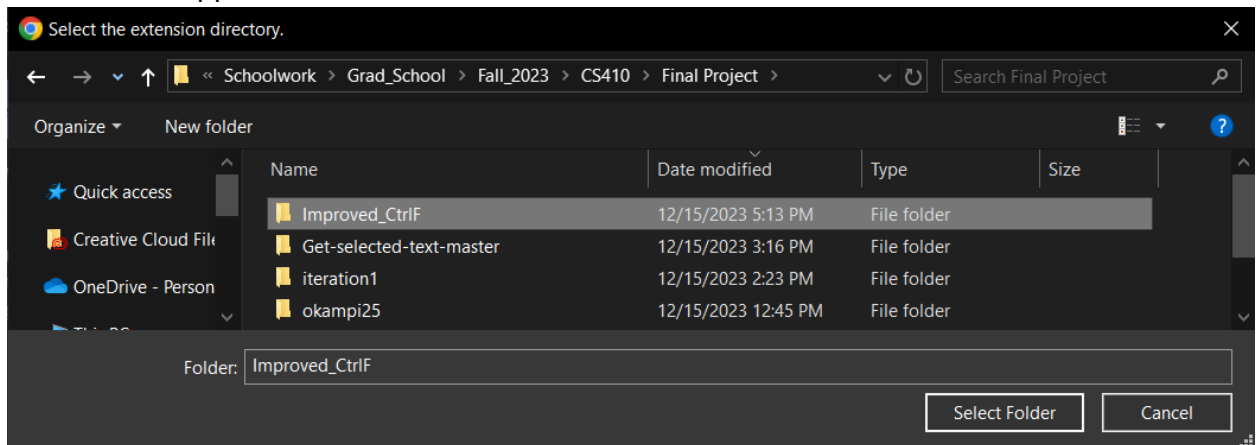 Select the extension directory.
« Schoolwork > Grad_School > Fall_2023 > CS410 > Final Project > Search Final Project
Organize New folder
Name Date modified Type Size
Quick access
Improved_CtrlF 12/15/2023 5:13 PM File folder
Creative Cloud File
Get-selected-text-master 12/15/2023 3:16 PM File folder
OneDrive - Person
iteration1 12/15/2023 2:23 PM File folder
okampi25 12/15/2023 12:45 PM File folder
Folder: Improved_CtrlF
Select Folder Cancel